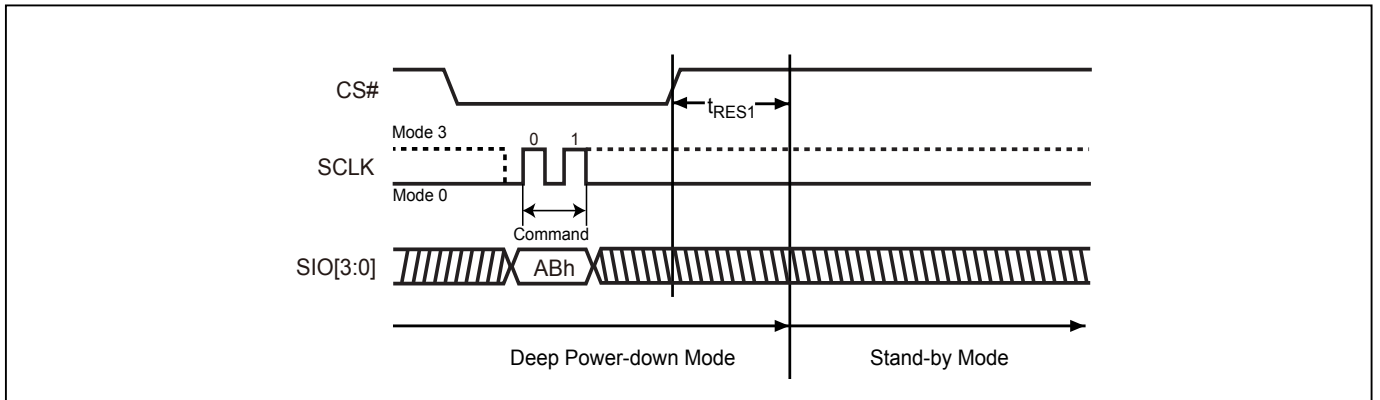 CS#
tRES1
Mode 3
0 1
SCLK
Mode 0
Command
SIO[3:0]
ABh
Deep Power-down Mode
Stand-by Mode